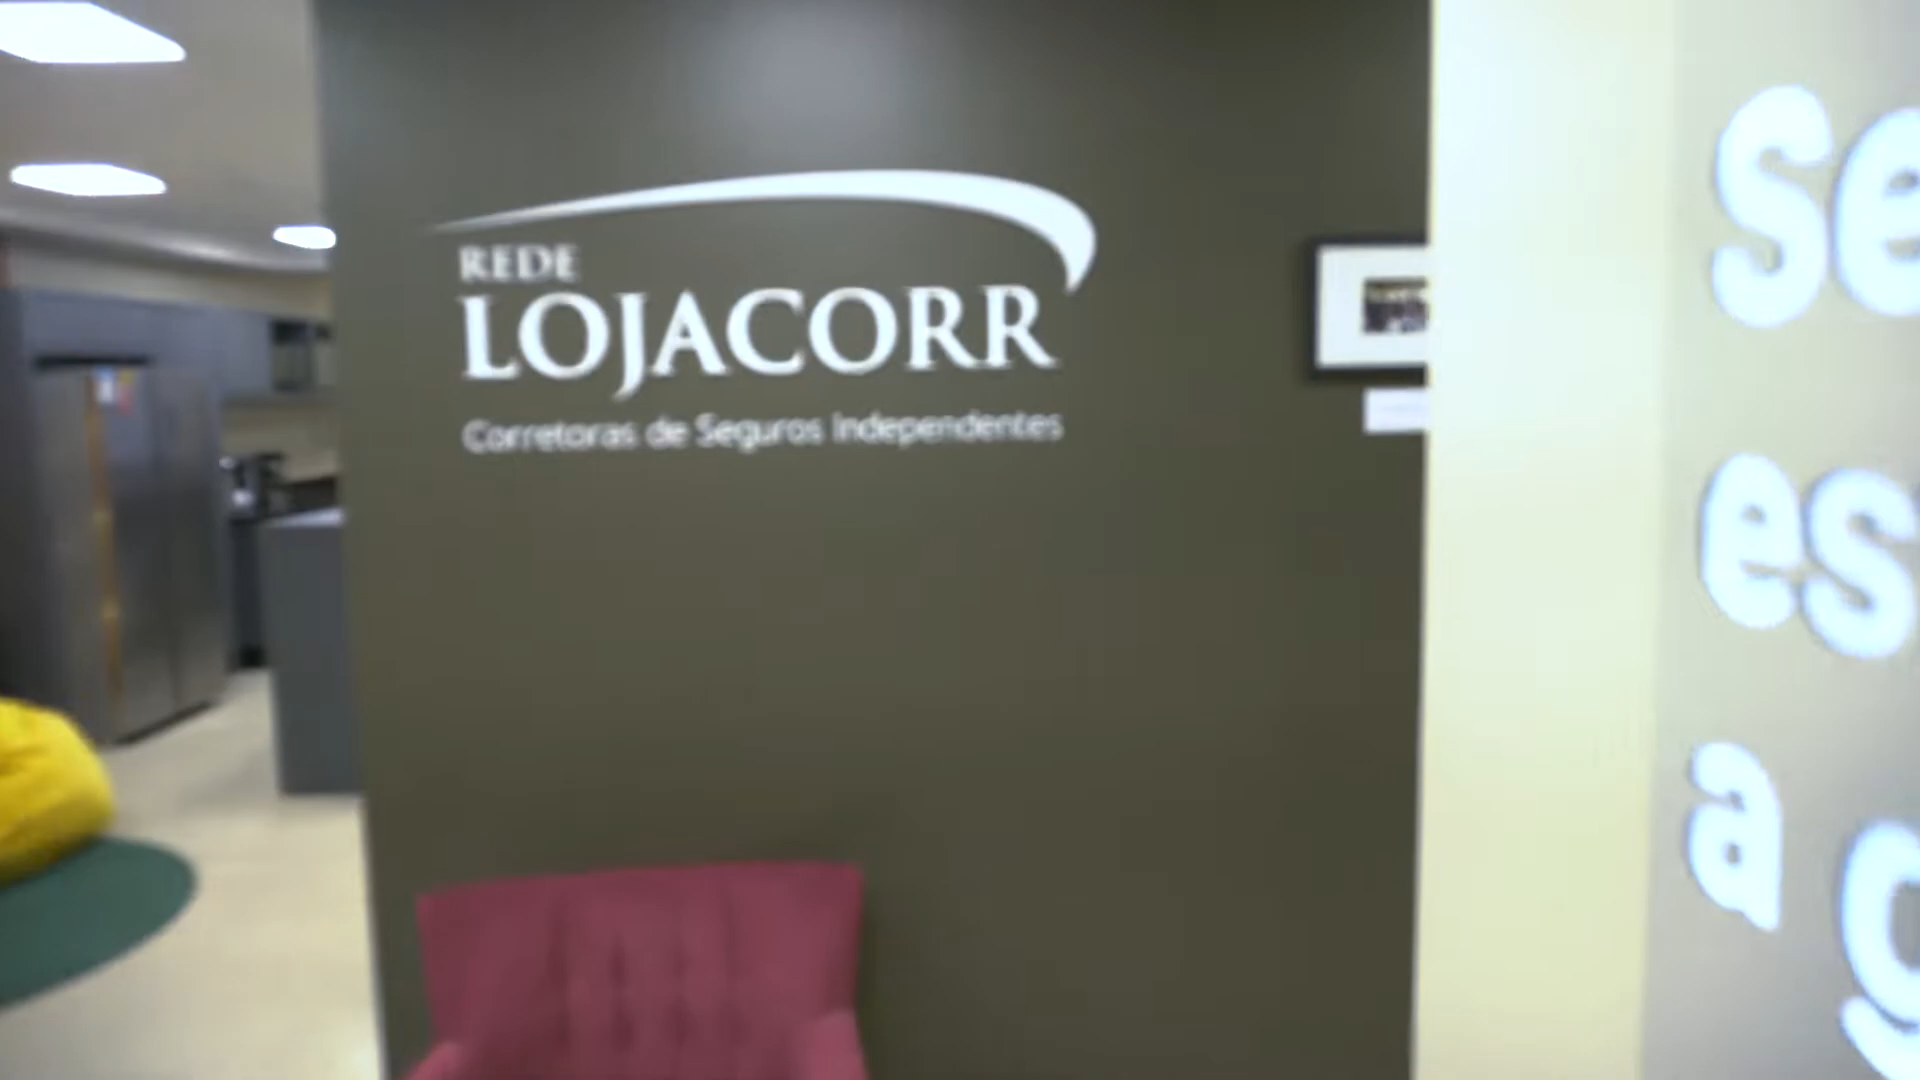 REDE
LOJACORR
Corretoras de Seguros Independentes
se
es
a